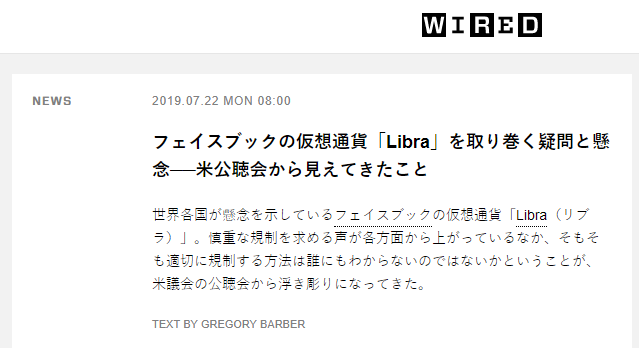 WIRED
NEWS
2019.07.22 MON 08:00
フェイスブックの仮想通貨「Libra」を取り巻く疑問と懸
念──米公聴会から見えてきたこと
世界各国が懸念を示しているフェイスブックの仮想通貨「Libra（リブ
ラ）」。慎重な規制を求める声が各方面から上がっているなか、そもそ
も適切に規制する方法は誰にもわからないのではないかということが、
米議会の公聴会から浮き彫りになってきた。
TEXT BY GREGORY BARBER